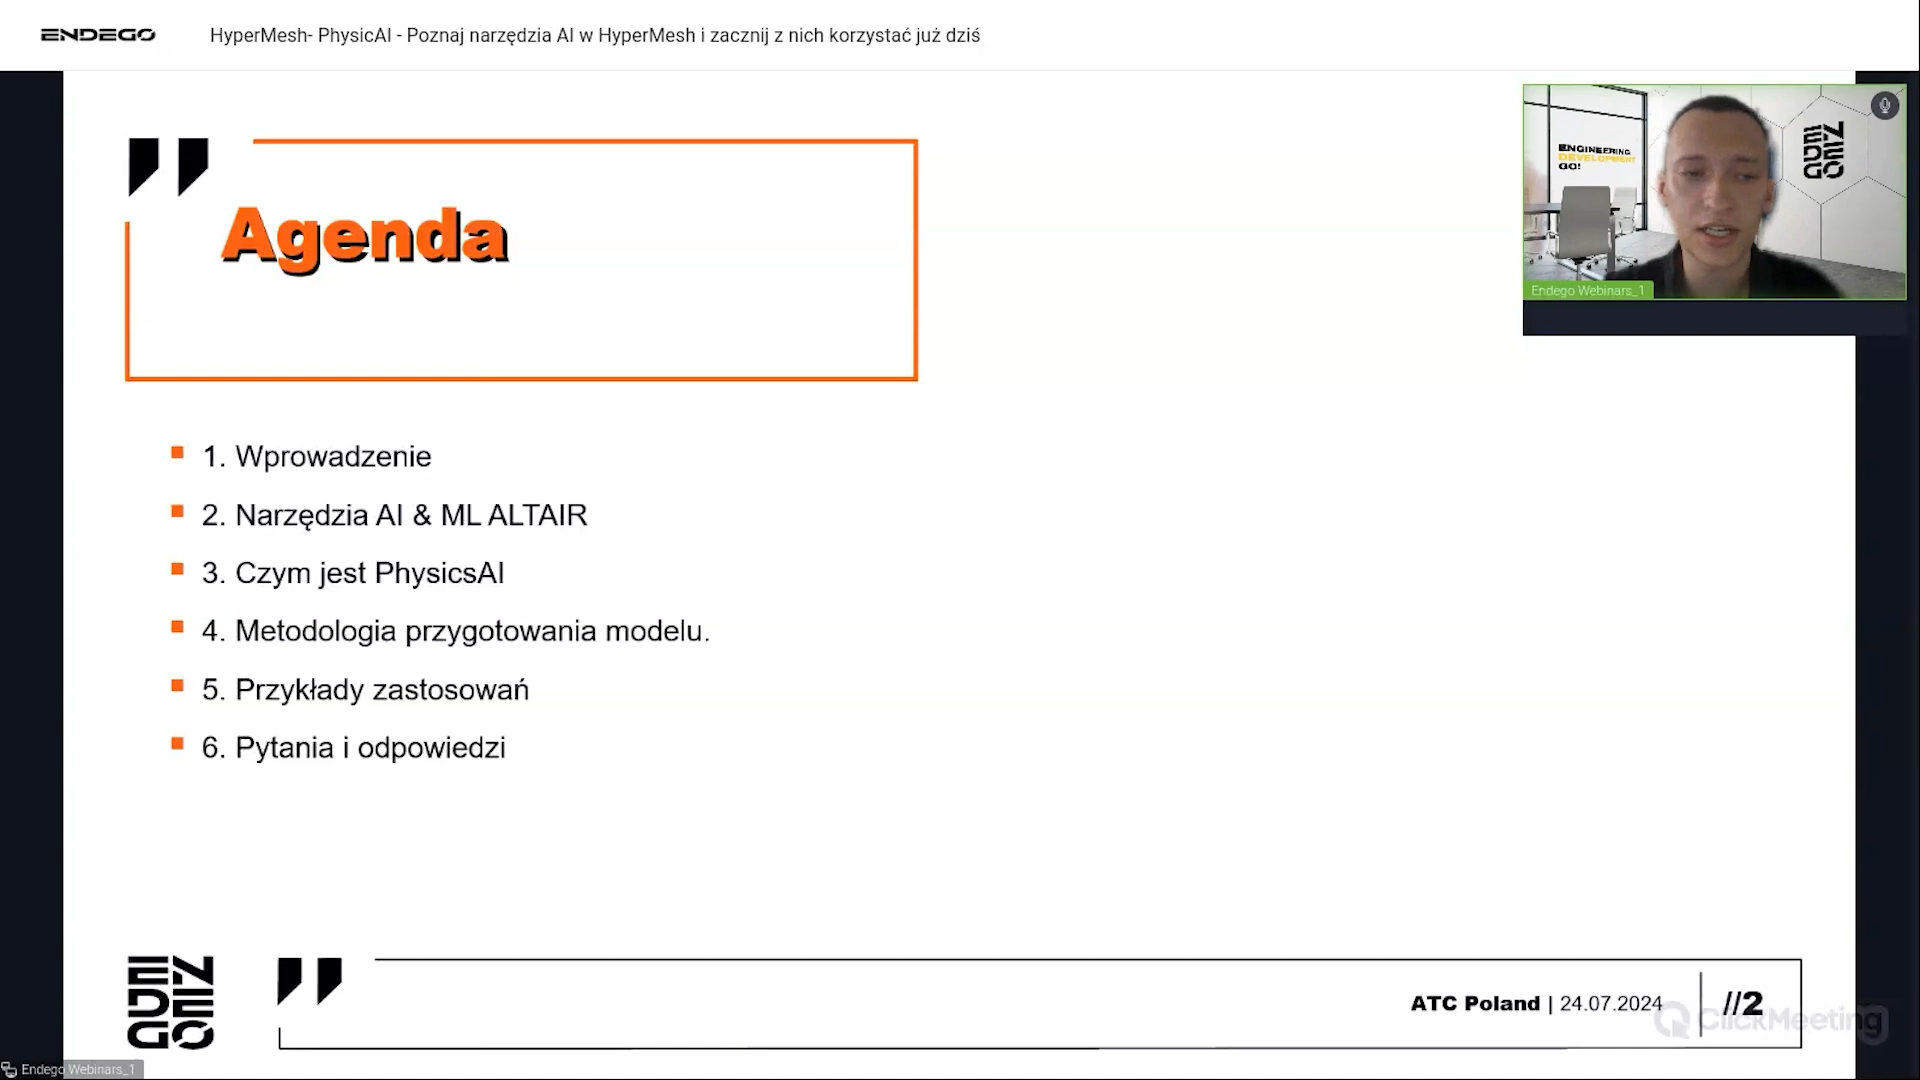 ENDEGO
HyperMesh- PhysicAI - Poznaj narzędzia AI w HyperMesh i zacznij z nich korzystać już dziś
ENGINEERING
DEVELOPMENT
GO!
ENDEGO
Endego Webinars_1
Agenda
1. Wprowadzenie
2. Narzędzia AI & ML ALTAIR
3. Czym jest PhysicsAI
4. Metodologia przygotowania modelu.
5. Przykłady zastosowań
6. Pytania i odpowiedzi
ENDEGO
ATC Poland | 24.07.2024
//2
ClickMeeting
Endego Webinars_1